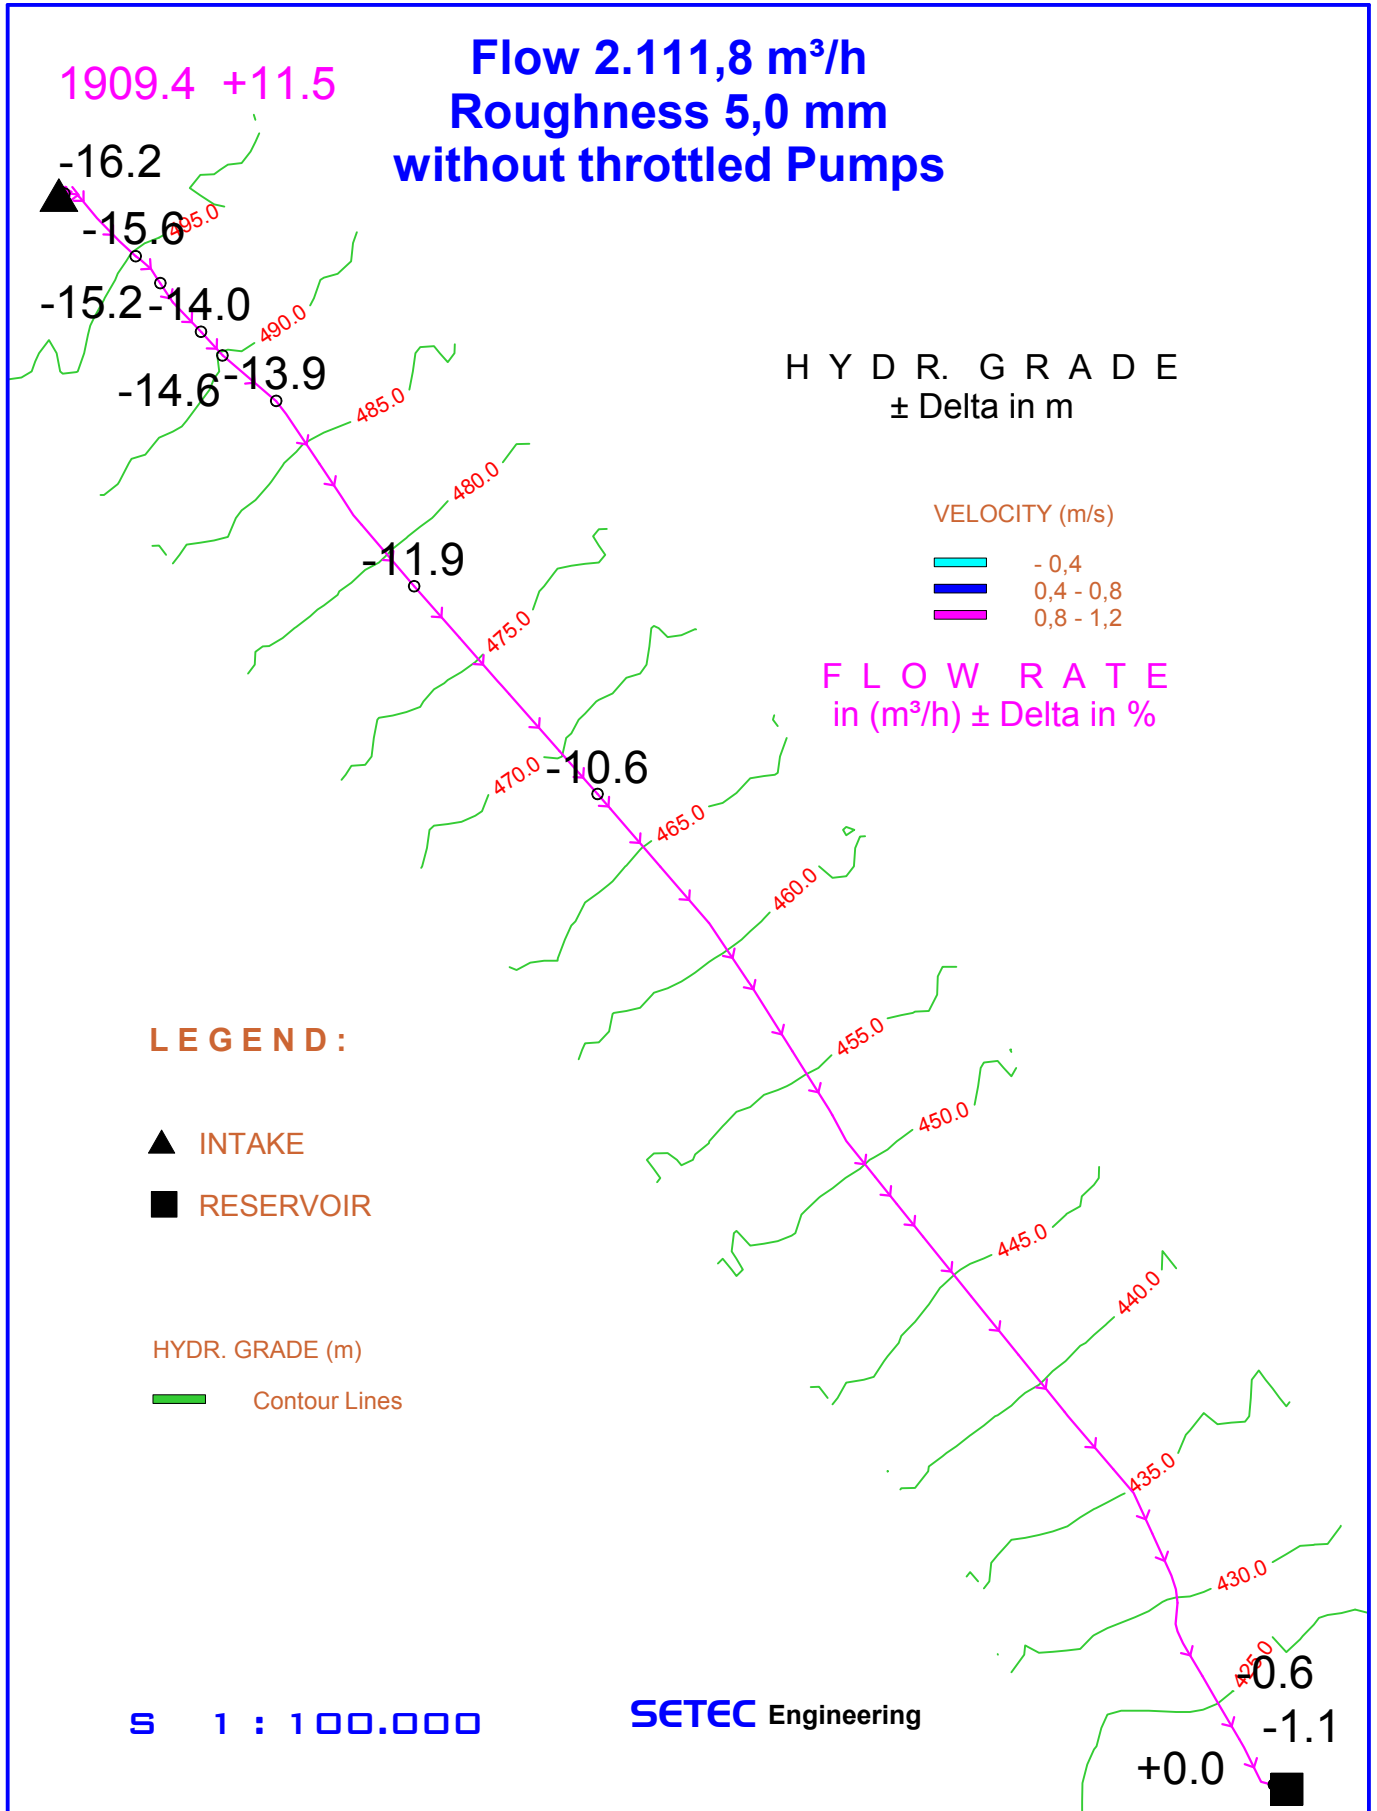 Flow 2.111,8 m³/h
Roughness 5,0 mm
without throttled Pumps
1909.4 +11.5
-16.2
-15.6
495.0
-15.2
-14.0
490.0
-14.6
-13.9
485.0
H Y D R. G R A D E
± Delta in m
480.0
VELOCITY (m/s)
- 0,4
0,4 - 0,8
0,8 - 1,2
-11.9
475.0
F L O W R A T E
in (m³/h) ± Delta in %
470.0
-10.6
465.0
460.0
455.0
L E G E N D :
450.0
INTAKE
RESERVOIR
445.0
440.0
HYDR. GRADE (m)
Contour Lines
435.0
430.0
425.0
-0.6
S 1 : 100.000
SETEC Engineering
-1.1
+0.0